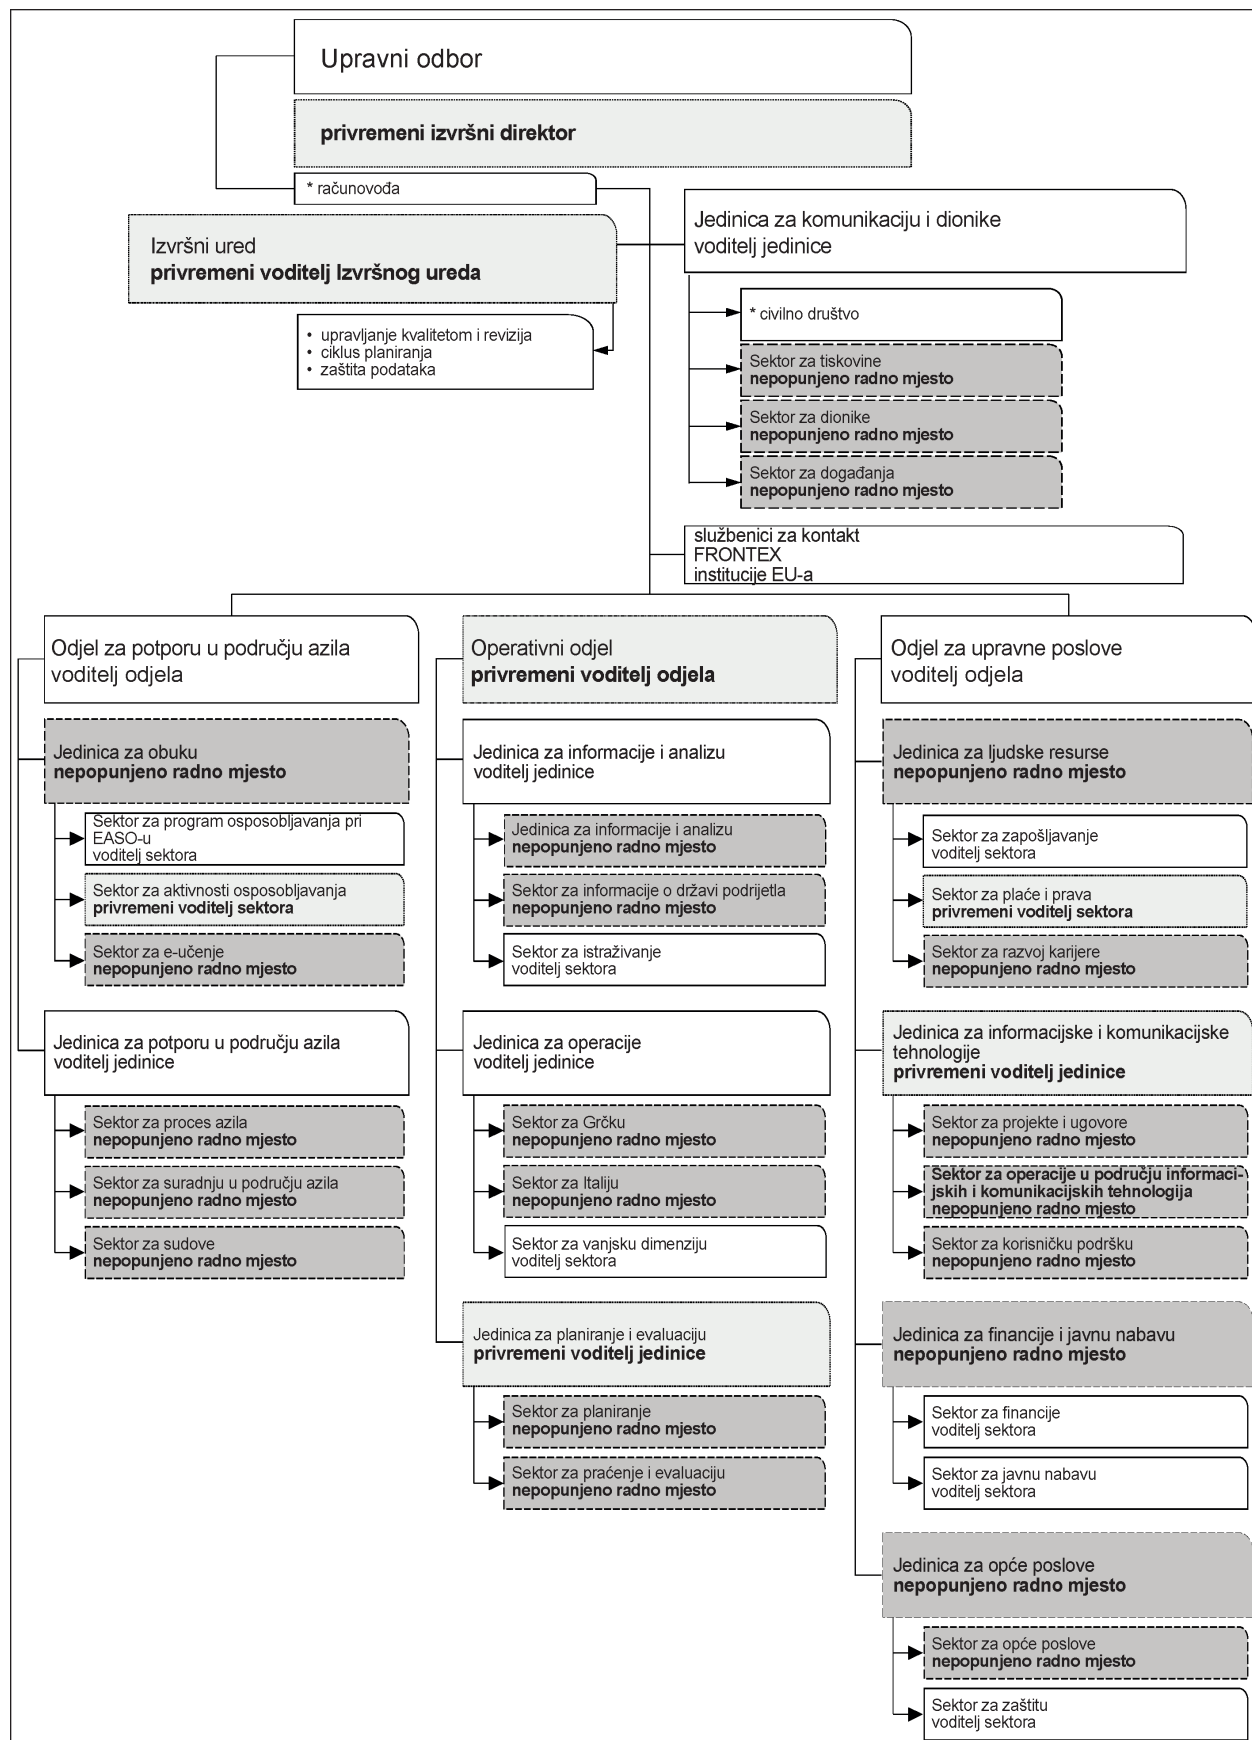 Upravni odbor
privremeni izvršni direktor
* računovođa
Izvršni ured
privremeni voditelj Izvršnog ureda
• upravljanje kvalitetom i revizija
• ciklus planiranja
• zaštita podataka
Jedinica za komunikaciju i dionike
voditelj jedinice
* civilno društvo
Sektor za tiskovine
nepopunjeno radno mjesto
Sektor za dionike
nepopunjeno radno mjesto
Sektor za događanja
nepopunjeno radno mjesto
službenici za kontakt
FRONTEX
institucije EU-a
Odjel za potporu u području azila
voditelj odjela
Jedinica za obuku
nepopunjeno radno mjesto
Sektor za program osposobljavanja pri
EASO-u
voditelj sektora
Sektor za aktivnosti osposobljavanja
privremeni voditelj sektora
Sektor za e-učenje
nepopunjeno radno mjesto
Jedinica za potporu u području azila
voditelj jedinice
Sektor za proces azila
nepopunjeno radno mjesto
Sektor za suradnju u području azila
nepopunjeno radno mjesto
Sektor za sudove
nepopunjeno radno mjesto
Operativni odjel
privremeni voditelj odjela
Jedinica za informacije i analizu
voditelj jedinice
Jedinica za informacije i analizu
nepopunjeno radno mjesto
Sektor za informacije o državi podrijetla
nepopunjeno radno mjesto
Sektor za istraživanje
voditelj sektora
Jedinica za operacije
voditelj jedinice
Sektor za Grčku
nepopunjeno radno mjesto
Sektor za Italiju
nepopunjeno radno mjesto
Sektor za vanjsku dimenziju
voditelj sektora
Jedinica za planiranje i evaluaciju
privremeni voditelj jedinice
Sektor za planiranje
nepopunjeno radno mjesto
Sektor za praćenje i evaluaciju
nepopunjeno radno mjesto
Odjel za upravne poslove
voditelj odjela
Jedinica za ljudske resurse
nepopunjeno radno mjesto
Sektor za zapošljavanje
voditelj sektora
Sektor za plaće i prava
privremeni voditelj sektora
Sektor za razvoj karijere
nepopunjeno radno mjesto
Jedinica za informacijske i komunikacijske
tehnologije
privremeni voditelj jedinice
Sektor za projekte i ugovore
nepopunjeno radno mjesto
Sektor za operacije u području informaci-
jskih i komunikacijskih tehnologija
nepopunjeno radno mjesto
Sektor za korisničku podršku
nepopunjeno radno mjesto
Jedinica za financije i javnu nabavu
nepopunjeno radno mjesto
Sektor za financije
voditelj sektora
Sektor za javnu nabavu
voditelj sektora
Jedinica za opće poslove
nepopunjeno radno mjesto
Sektor za opće poslove
nepopunjeno radno mjesto
Sektor za zaštitu
voditelj sektora